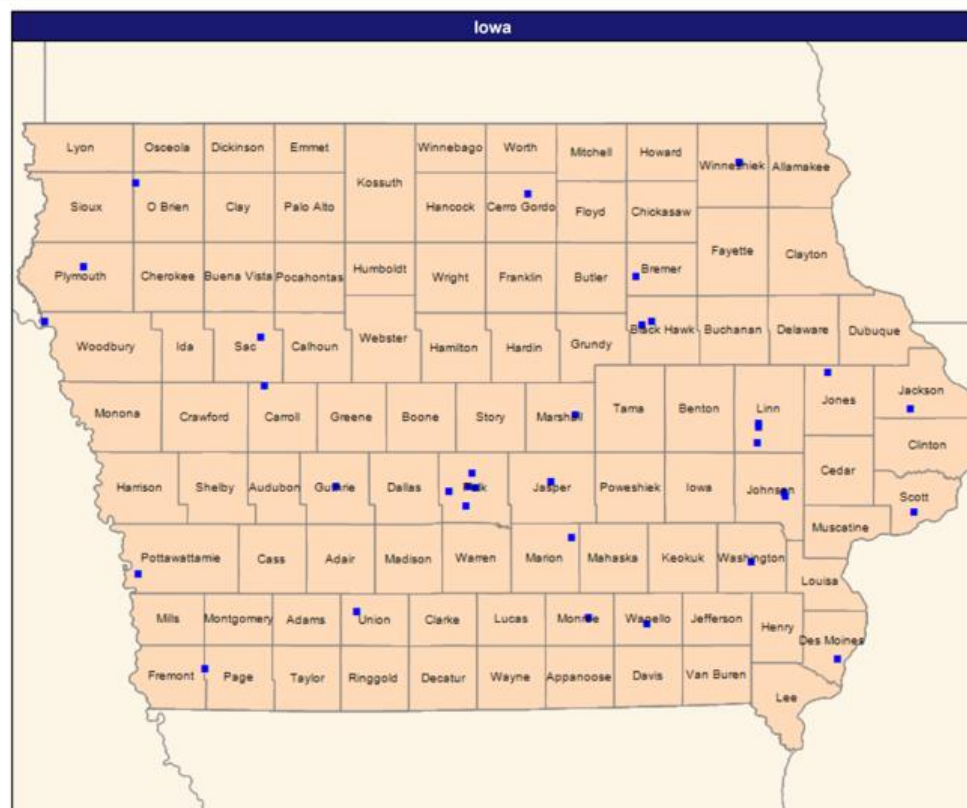 Iowa
Lyon Osceola Dickinson Emmet Winnebago Worth Mitchell Howard Winneshiek Allamakee
Kossuth
Sioux O Brien Clay Palo Alto Hancock Cerro Gordo Floyd Chickasaw
Fayette Clayton
Plymouth Cherokee Buena Vista Pocahontas Humboldt Wright Franklin Butler Bremer
Woodbury Ida Sac Calhoun Webster Hamilton Hardin Grundy Black Hawk Buchanan Delaware Dubuque
Monona Crawford Carroll Greene Boone Story Marshall Tama Benton Linn Jones Jackson
Clinton
Harrison Shelby Audubon Guthrie Dallas Polk Jasper Poweshiek Iowa Johnson Cedar Scott
Muscatine
Pottawattamie Cass Adair Madison Warren Marion Mahaska Keokuk Washington
Louisa
Mills Montgomery Adams Union Clarke Lucas Monroe Wapello Jefferson Henry Des Moines
Fremont Page Taylor Ringgold Decatur Wayne Appanoose Davis Van Buren
Lee